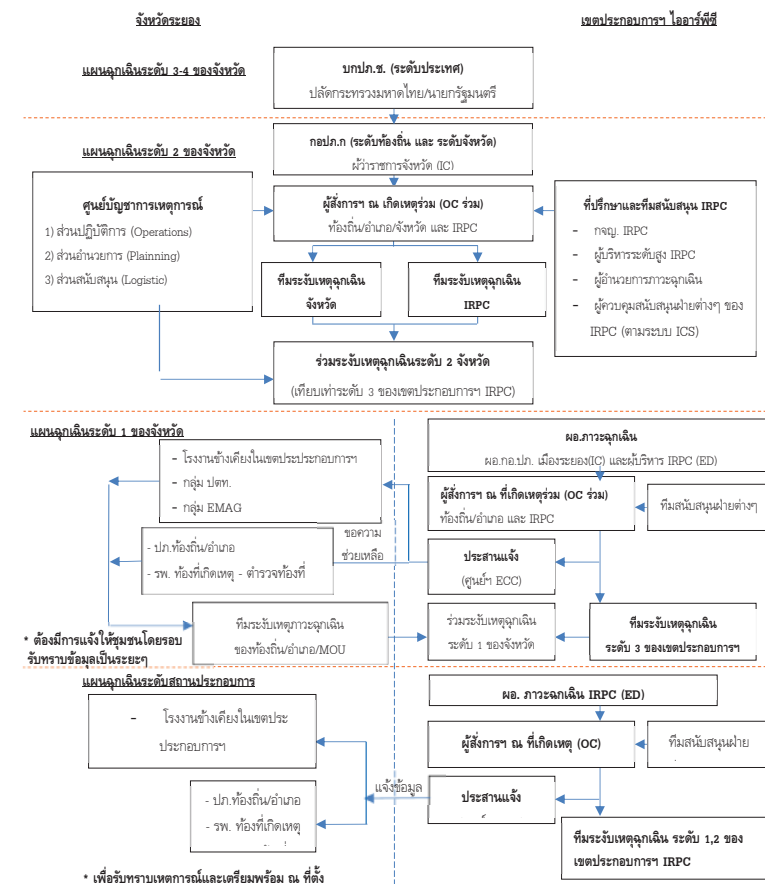 จังหวัดระยอง
เขตประกอบการฯ ไออาร์พีซี
แผนฉุกเฉินระดับ 3-4 ของจังหวัด
บกปภ.ช. (ระดับประเทศ)
ปลัดกระทรวงมหาดไทย/นายกรัฐมนตรี
แผนฉุกเฉินระดับ 2 ของจังหวัด
กอปภ.ก (ระดับท้องถิ่น และ ระดับจังหวัด)
ผู้ว่าราชการจังหวัด (IC)
ศูนย์บัญชาการเหตุการณ์
1) ส่วนปฏิบัติการ (Operations)
2) ส่วนอำนวยการ (Plainning)
3) ส่วนสนับสนุน (Logistic)
ผู้สั่งการฯ ณ เกิดเหตุร่วม (OC ร่วม)
ท้องถิ่น/อำเภอ/จังหวัด และ IRPC
ที่ปรึกษาและทีมสนับสนุน IRPC
- กจญ. IRPC
- ผู้บริหารระดับสูง IRPC
- ผู้อำนวยการภาวะฉุกเฉิน
- ผู้ควบคุมสนับสนุนฝ่ายต่างๆ ของ
IRPC (ตามระบบ ICS)
ทีมระงับเหตุฉุกเฉิน
จังหวัด
ทีมระงับเหตุฉุกเฉิน
IRPC
ร่วมระงับเหตุฉุกเฉินระดับ 2 จังหวัด
(เทียบเท่าระดับ 3 ของเขตประกอบการฯ IRPC)
แผนฉุกเฉินระดับ 1 ของจังหวัด
ผอ.ภาวะฉุกเฉิน
ผอ.กอ.ปภ. เมืองระยอง(IC) และผู้บริหาร IRPC (ED)
- โรงงานข้างเคียงในเขตประประกอบการฯ
- กลุ่ม ปตท.
- กลุ่ม EMAG
ผู้สั่งการฯ ณ ที่เกิดเหตุร่วม (OC ร่วม)
ท้องถิ่น/อำเภอ และ IRPC
ทีมสนับสนุนฝ่ายต่างๆ
- ปภ.ท้องถิ่น/อำเภอ
- รพ. ท้องที่เกิดเหตุ - ตำรวจท้องที่
ขอความ
ช่วยเหลือ
ประสานแจ้ง
(ศูนย์ฯ ECC)
ทีมระงับเหตุภาวะฉุกเฉิน
ของท้องถิ่น/อำเภอ/MOU
ร่วมระงับเหตุฉุกเฉิน
ระดับ 1 ของจังหวัด
ทีมระงับเหตุฉุกเฉิน
ระดับ 3 ของเขตประกอบการฯ
* ต้องมีการแจ้งให้ชุมชนโดยรอบ
รับทราบข้อมูลเป็นระยะๆ
แผนฉุกเฉินระดับสถานประกอบการ
ผอ. ภาวะฉุกเฉิน IRPC (ED)
- โรงงานข้างเคียงในเขตประ
ประกอบการฯ
ผู้สั่งการฯ ณ ที่เกิดเหตุ (OC)
ทีมสนับสนุนฝ่าย
แจ้งข้อมูล
ประสานแจ้ง
- ปภ.ท้องถิ่น/อำเภอ
- รพ. ท้องที่เกิดเหตุ
ทีมระงับเหตุฉุกเฉิน ระดับ 1,2 ของ
เขตประกอบการฯ IRPC
* เพื่อรับทราบเหตุการณ์และเตรียมพร้อม ณ ที่ตั้ง